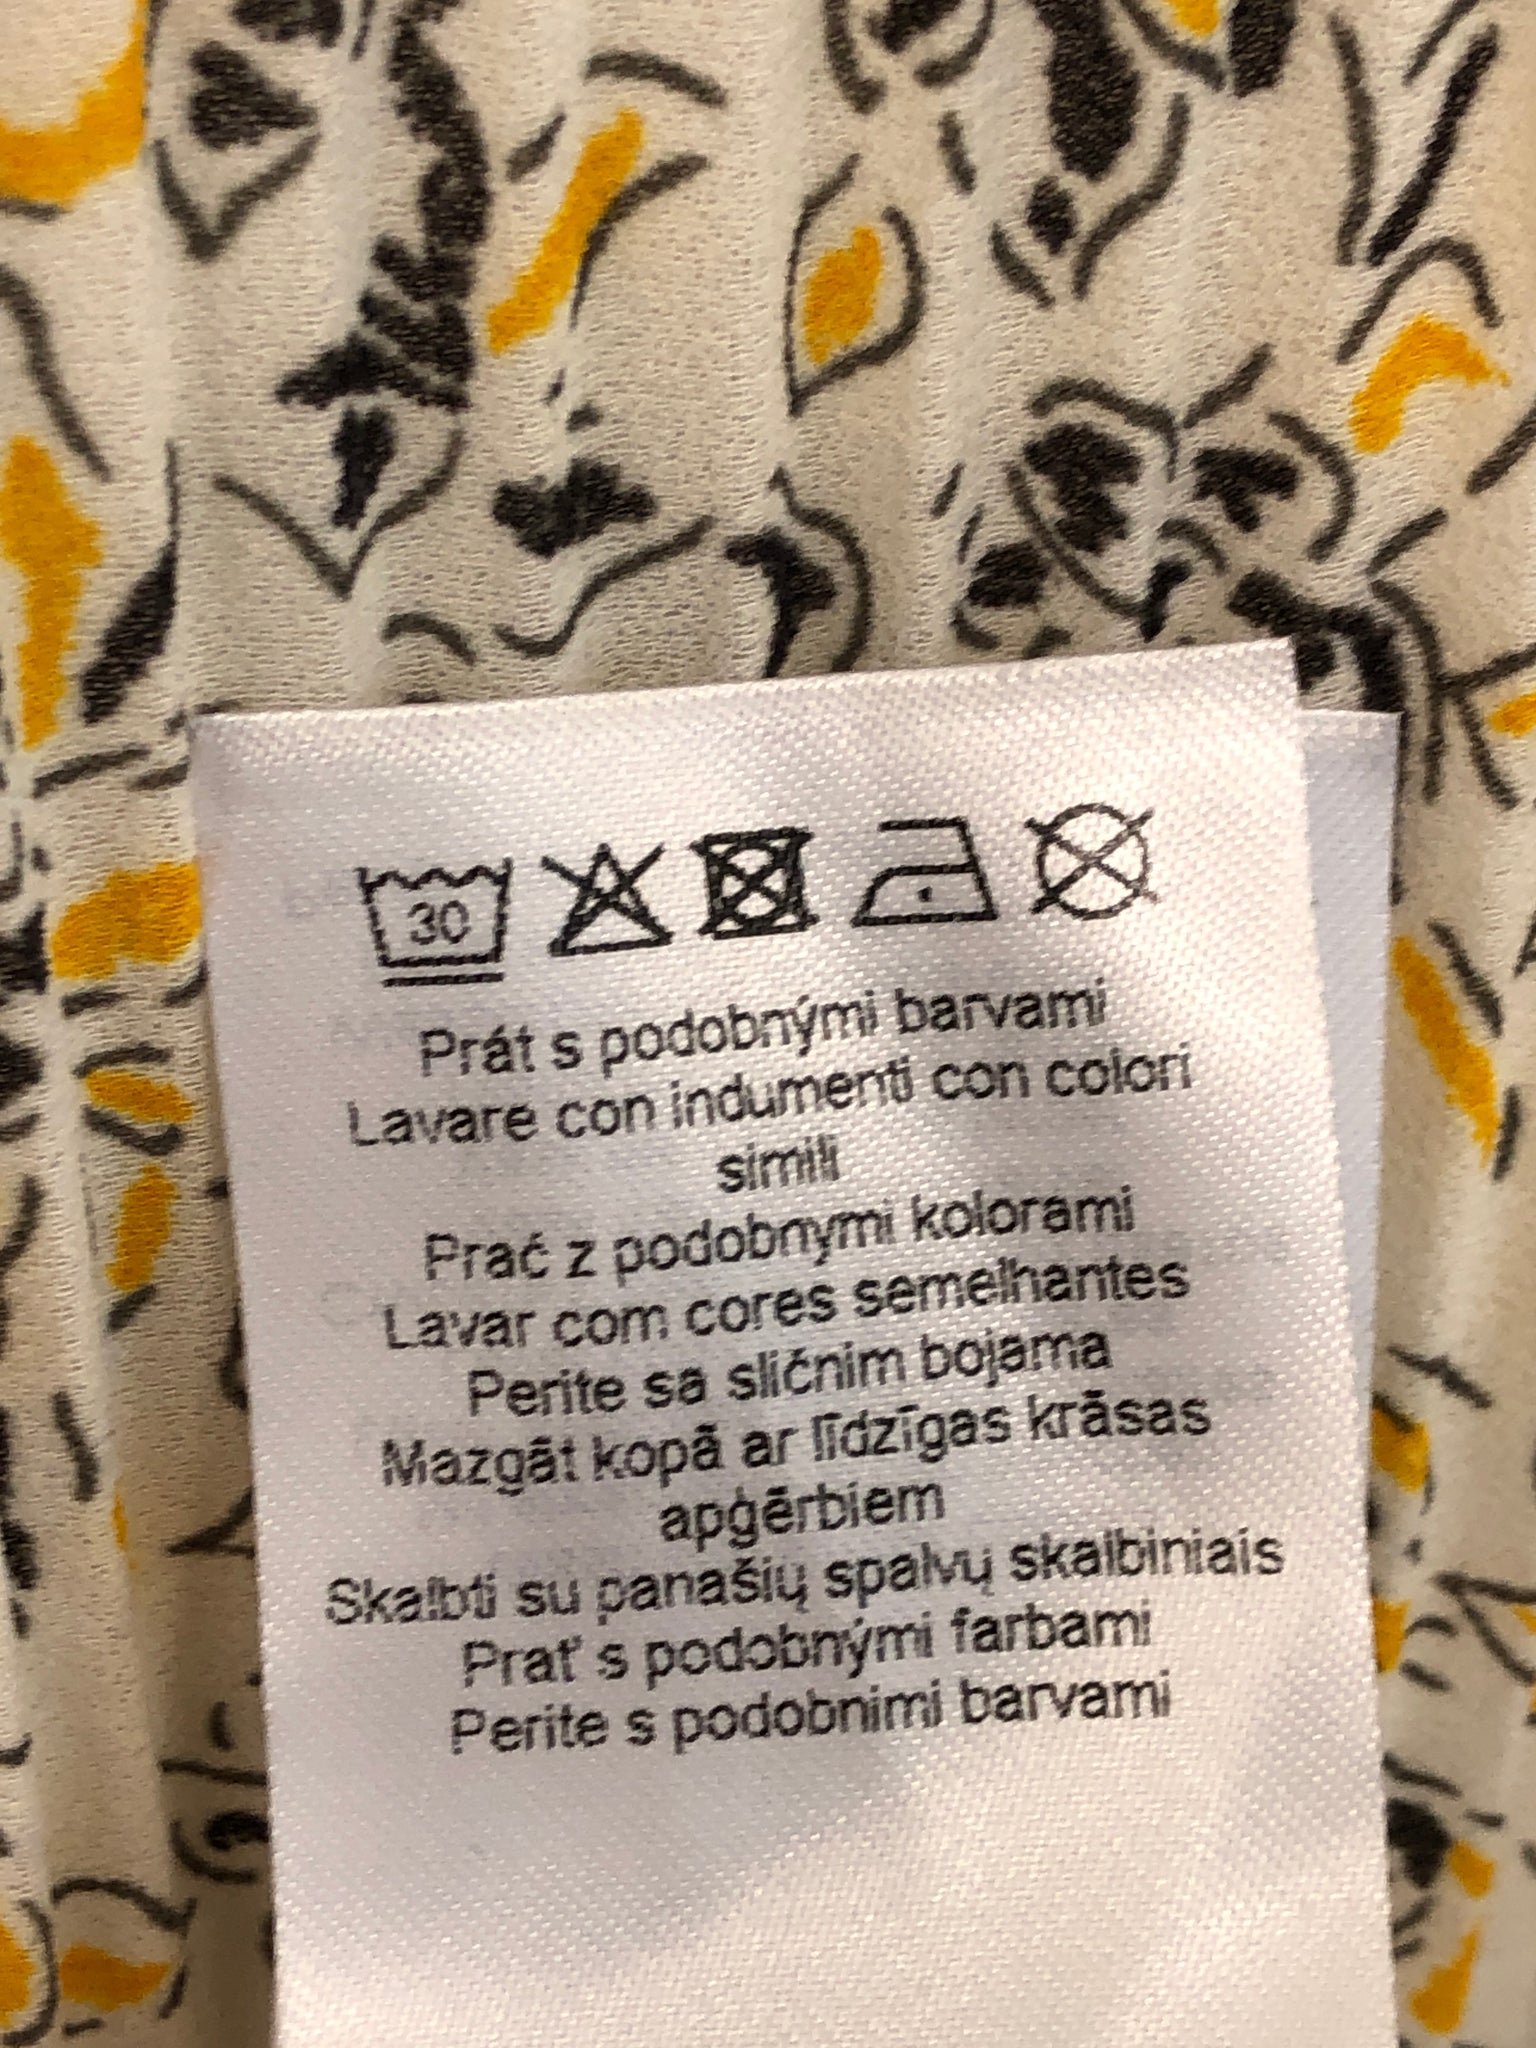 30
Prát s podobnými barvami
Lavare con indumenti con colori
simili
Prać z podobnymi kolorami
Lavar com cores semelhantes
Perite sa sličnim bojama
Mazgāt kopā ar līdzīgas krāsas
apģērbiem
Skalbti su panašių spalvų skalbiniais
Prať s podobnými farbami
Perite s podobnimi barvami